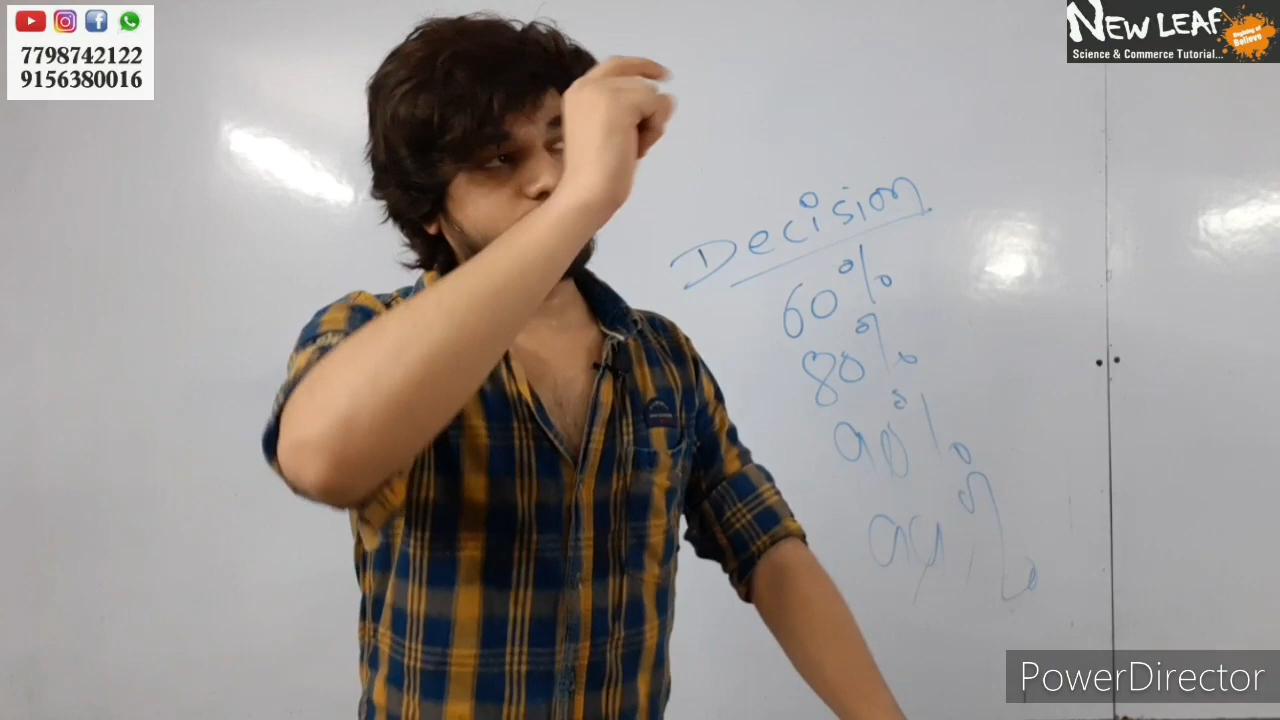 7798742122
9156380016
NEW LEAF
Science & Commerce Tutorial...
Decision
60%
80%
90%
99%
PowerDirector